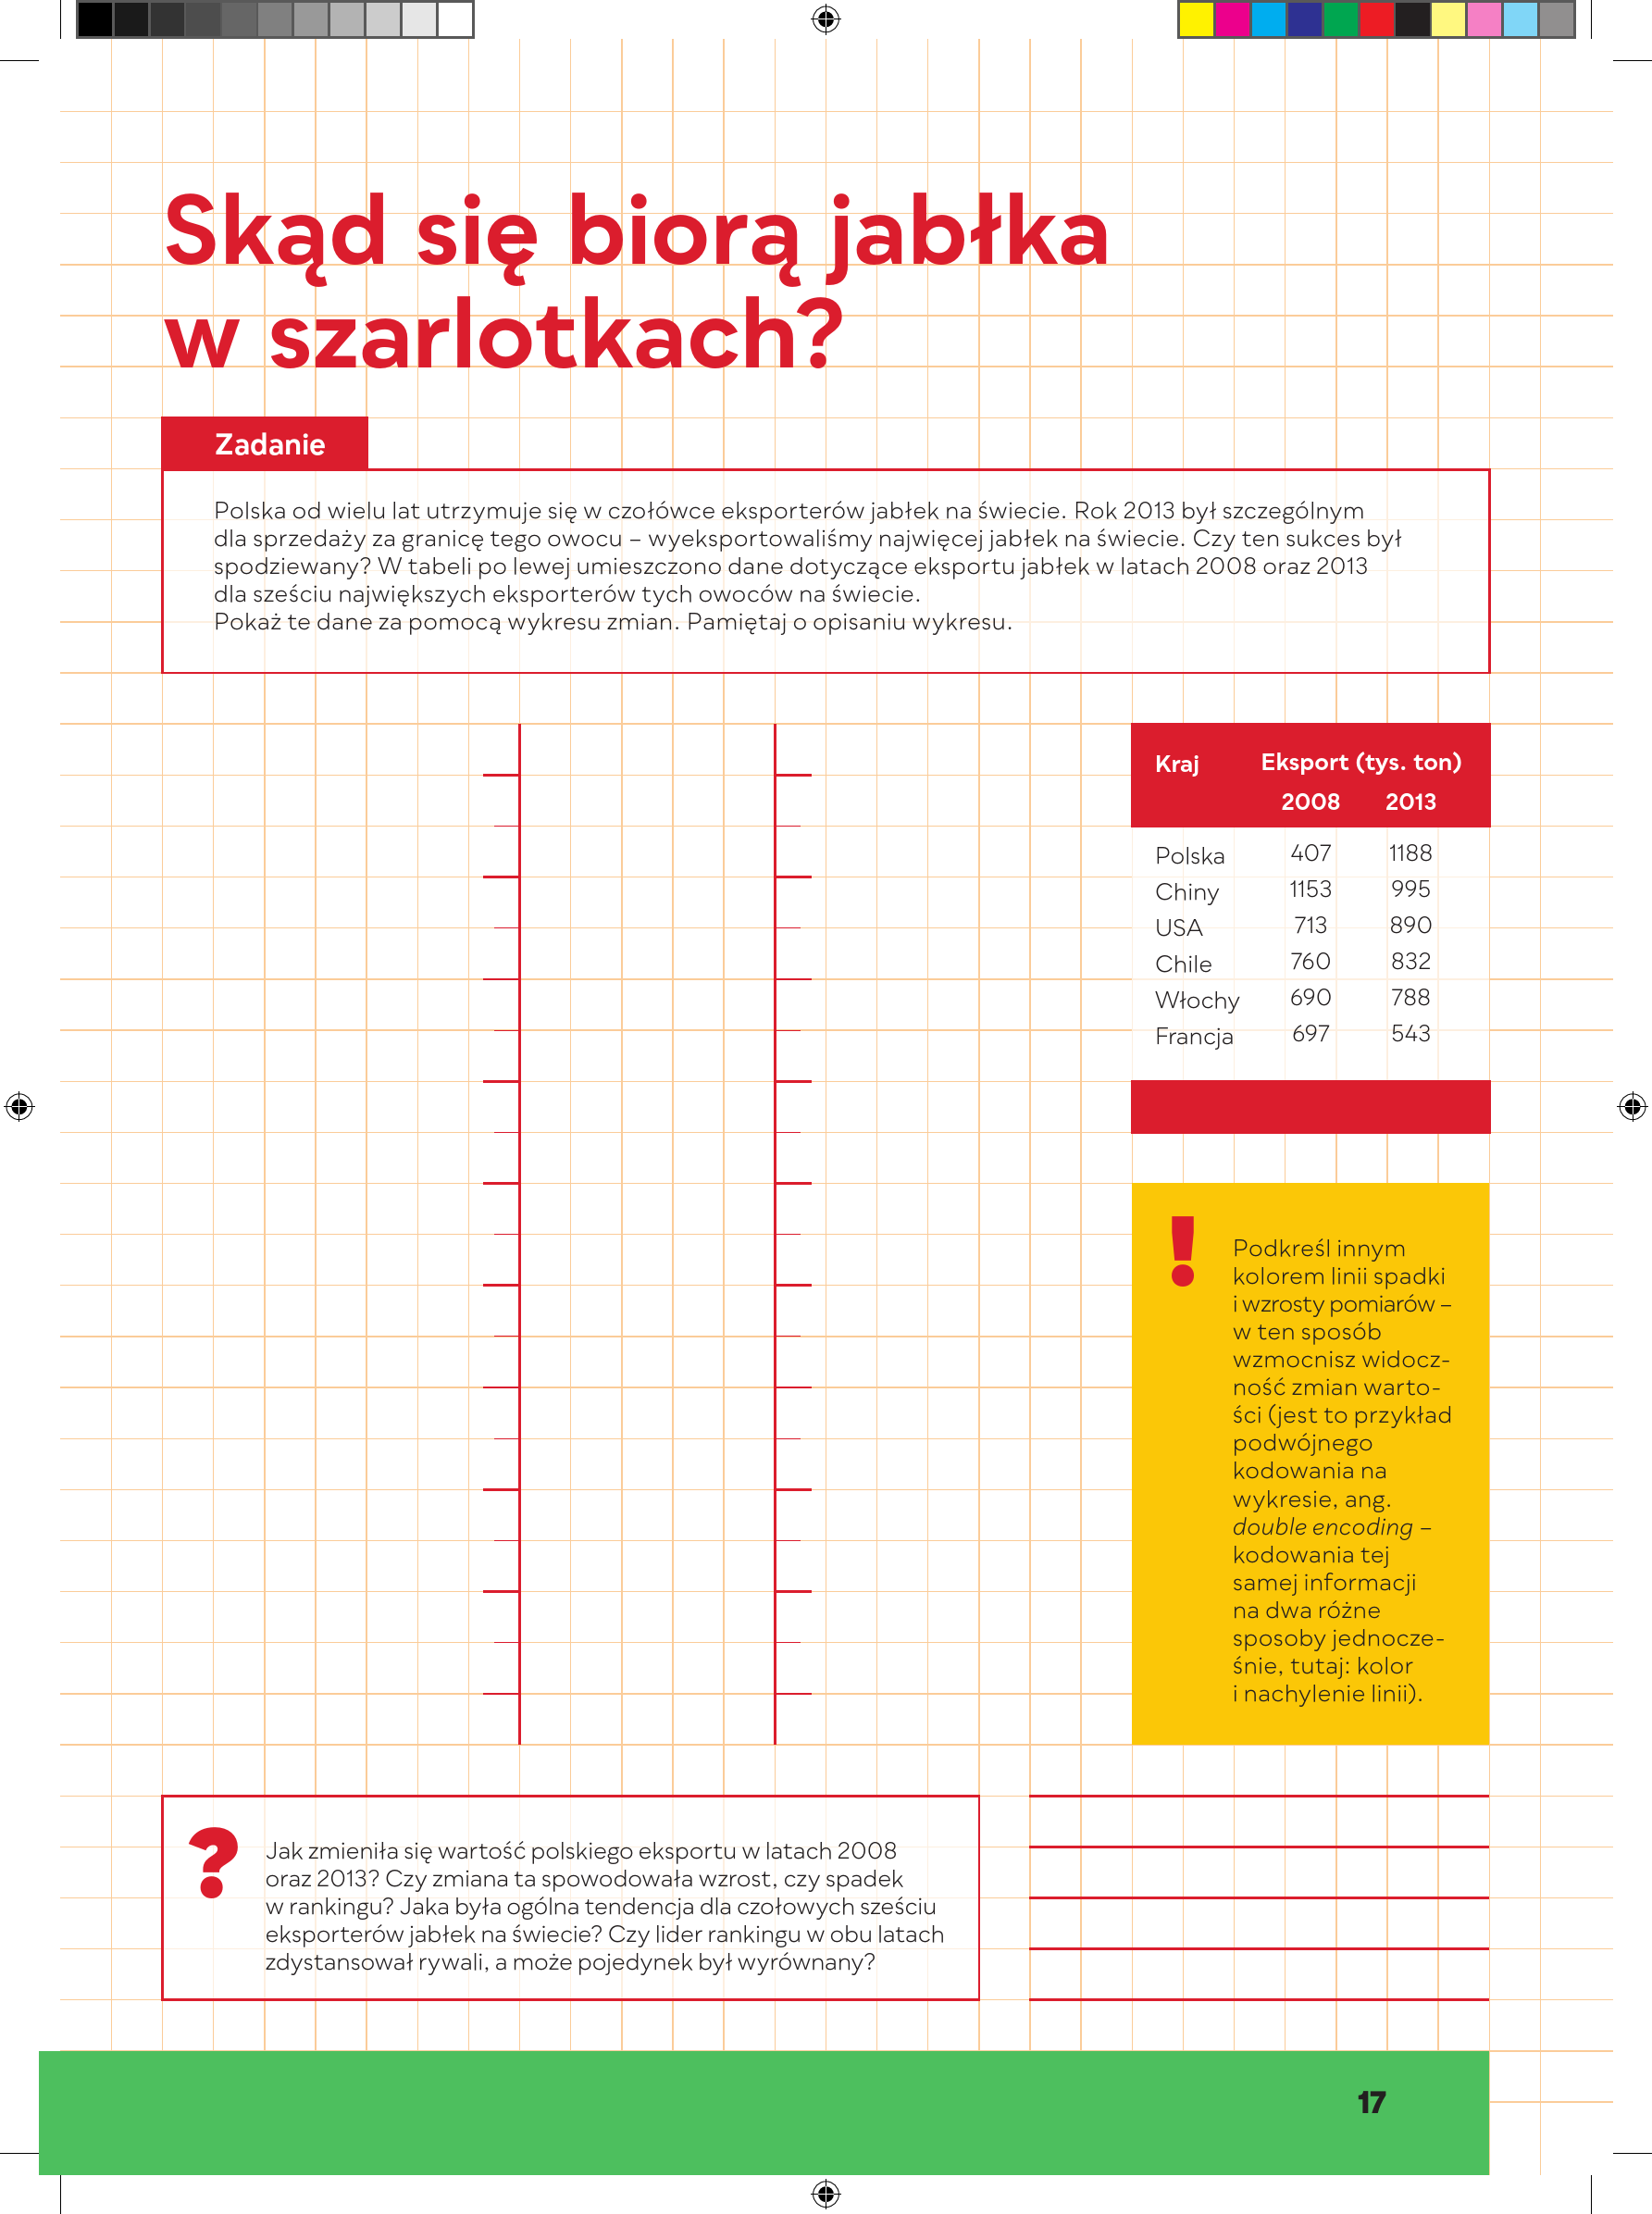 Skąd się biorą jabłka
w szarlotkach?
Zadanie
Polska od wielu lat utrzymuje się w czołówce eksporterów jabłek na świecie. Rok 2013 był szczególnym
dla sprzedaży za granicę tego owocu – wyeksportowaliśmy najwięcej jabłek na świecie. Czy ten sukces był
spodziewany? W tabeli po lewej umieszczono dane dotyczące eksportu jabłek w latach 2008 oraz 2013
dla sześciu największych eksporterów tych owoców na świecie.
Pokaż te dane za pomocą wykresu zmian. Pamiętaj o opisaniu wykresu.
Kraj Eksport (tys. ton)
2008 2013
Polska 407 1188
Chiny 1153 995
USA 713 890
Chile 760 832
Włochy 690 788
Francja 697 543
!
Podkreśl innym
kolorem linii spadki
i wzrosty pomiarów –
w ten sposób
wzmocnisz widocz-
ność zmian warto-
ści (jest to przykład
podwójnego
kodowania na
wykresie, ang.
double encoding –
kodowania tej
samej informacji
na dwa różne
sposoby jednocze-
śnie, tutaj: kolor
i nachylenie linii).
?
Jak zmieniła się wartość polskiego eksportu w latach 2008
oraz 2013? Czy zmiana ta spowodowała wzrost, czy spadek
w rankingu? Jaka była ogólna tendencja dla czołowych sześciu
eksporterów jabłek na świecie? Czy lider rankingu w obu latach
zdystansował rywali, a może pojedynek był wyrównany?
17